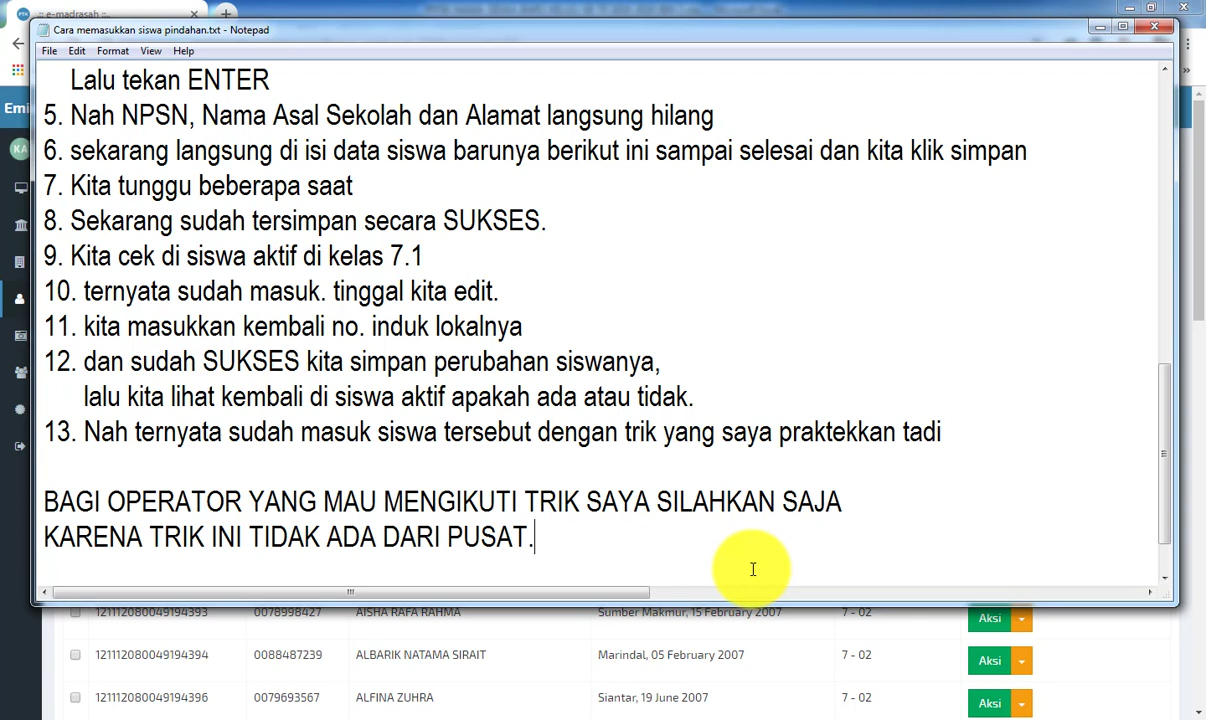 :: e-madrasah ::
Cara memasukkan siswa pindahan.txt - Notepad
File Edit Format View Help
Lalu tekan ENTER
5. Nah NPSN, Nama Asal Sekolah dan Alamat langsung hilang
6. sekarang langsung di isi data siswa barunya berikut ini sampai selesai dan kita klik simpan
7. Kita tunggu beberapa saat
8. Sekarang sudah tersimpan secara SUKSES.
9. Kita cek di siswa aktif di kelas 7.1
10. ternyata sudah masuk. tinggal kita edit.
11. kita masukkan kembali no. induk lokalnya
12. dan sudah SUKSES kita simpan perubahan siswanya,
lalu kita lihat kembali di siswa aktif apakah ada atau tidak.
13. Nah ternyata sudah masuk siswa tersebut dengan trik yang saya praktekkan tadi
BAGI OPERATOR YANG MAU MENGIKUTI TRIK SAYA SILAHKAN SAJA
KARENA TRIK INI TIDAK ADA DARI PUSAT.
Emi
KA
121112080049194393 0078998427 AISHA RAFA RAHMA Sumber Makmur, 15 February 2007 7 - 02 Aksi
121112080049194394 0088487239 ALBARIK NATAMA SIRAIT Marindal, 05 February 2007 7 - 02 Aksi
121112080049194396 0079693567 ALFINA ZUHRA Siantar, 19 June 2007 7 - 02 Aksi